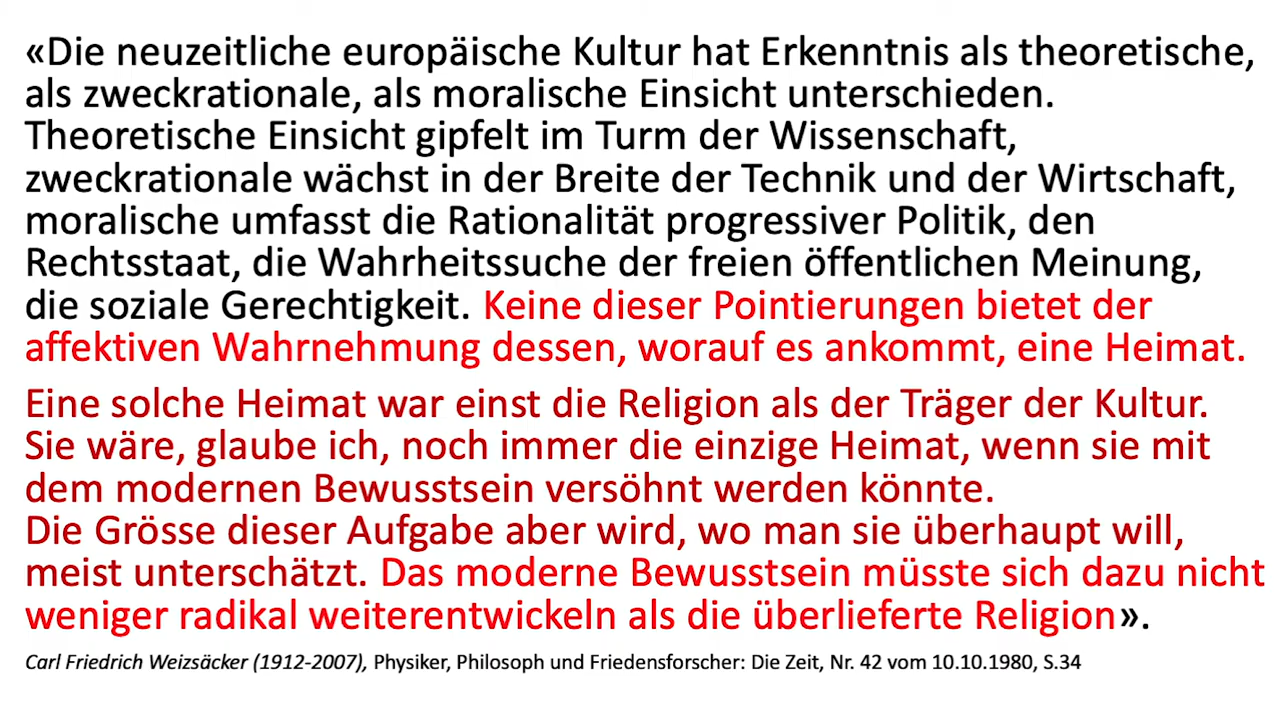 «Die neuzeitliche europäische Kultur hat Erkenntnis als theoretische,
als zweckrationale, als moralische Einsicht unterschieden.
Theoretische Einsicht gipfelt im Turm der Wissenschaft,
zweckrationale wächst in der Breite der Technik und der Wirtschaft,
moralische umfasst die Rationalität progressiver Politik, den
Rechtsstaat, die Wahrheitssuche der freien öffentlichen Meinung,
die soziale Gerechtigkeit. Keine dieser Pointierungen bietet der
affektiven Wahrnehmung dessen, worauf es ankommt, eine Heimat.
Eine solche Heimat war einst die Religion als der Träger der Kultur.
Sie wäre, glaube ich, noch immer die einzige Heimat, wenn sie mit
dem modernen Bewusstsein versöhnt werden könnte.
Die Grösse dieser Aufgabe aber wird, wo man sie überhaupt will,
meist unterschätzt. Das moderne Bewusstsein müsste sich dazu nicht
weniger radikal weiterentwickeln als die überlieferte Religion».
Carl Friedrich Weizsäcker (1912-2007), Physiker, Philosoph und Friedensforscher: Die Zeit, Nr. 42 vom 10.10.1980, S.34